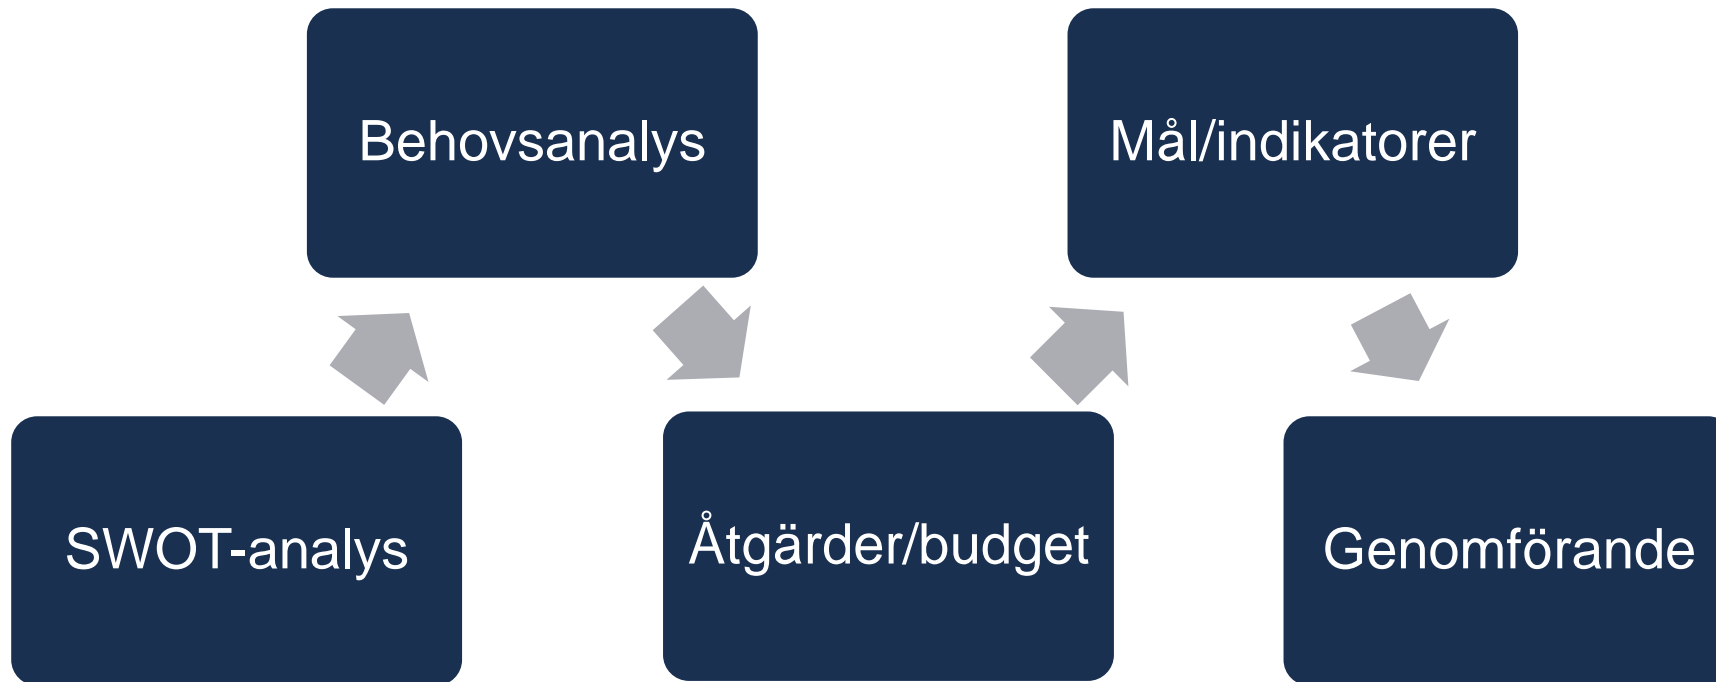 Behovsanalys
Mål/indikatorer
SWOT-analys
Åtgärder/budget
Genomförande